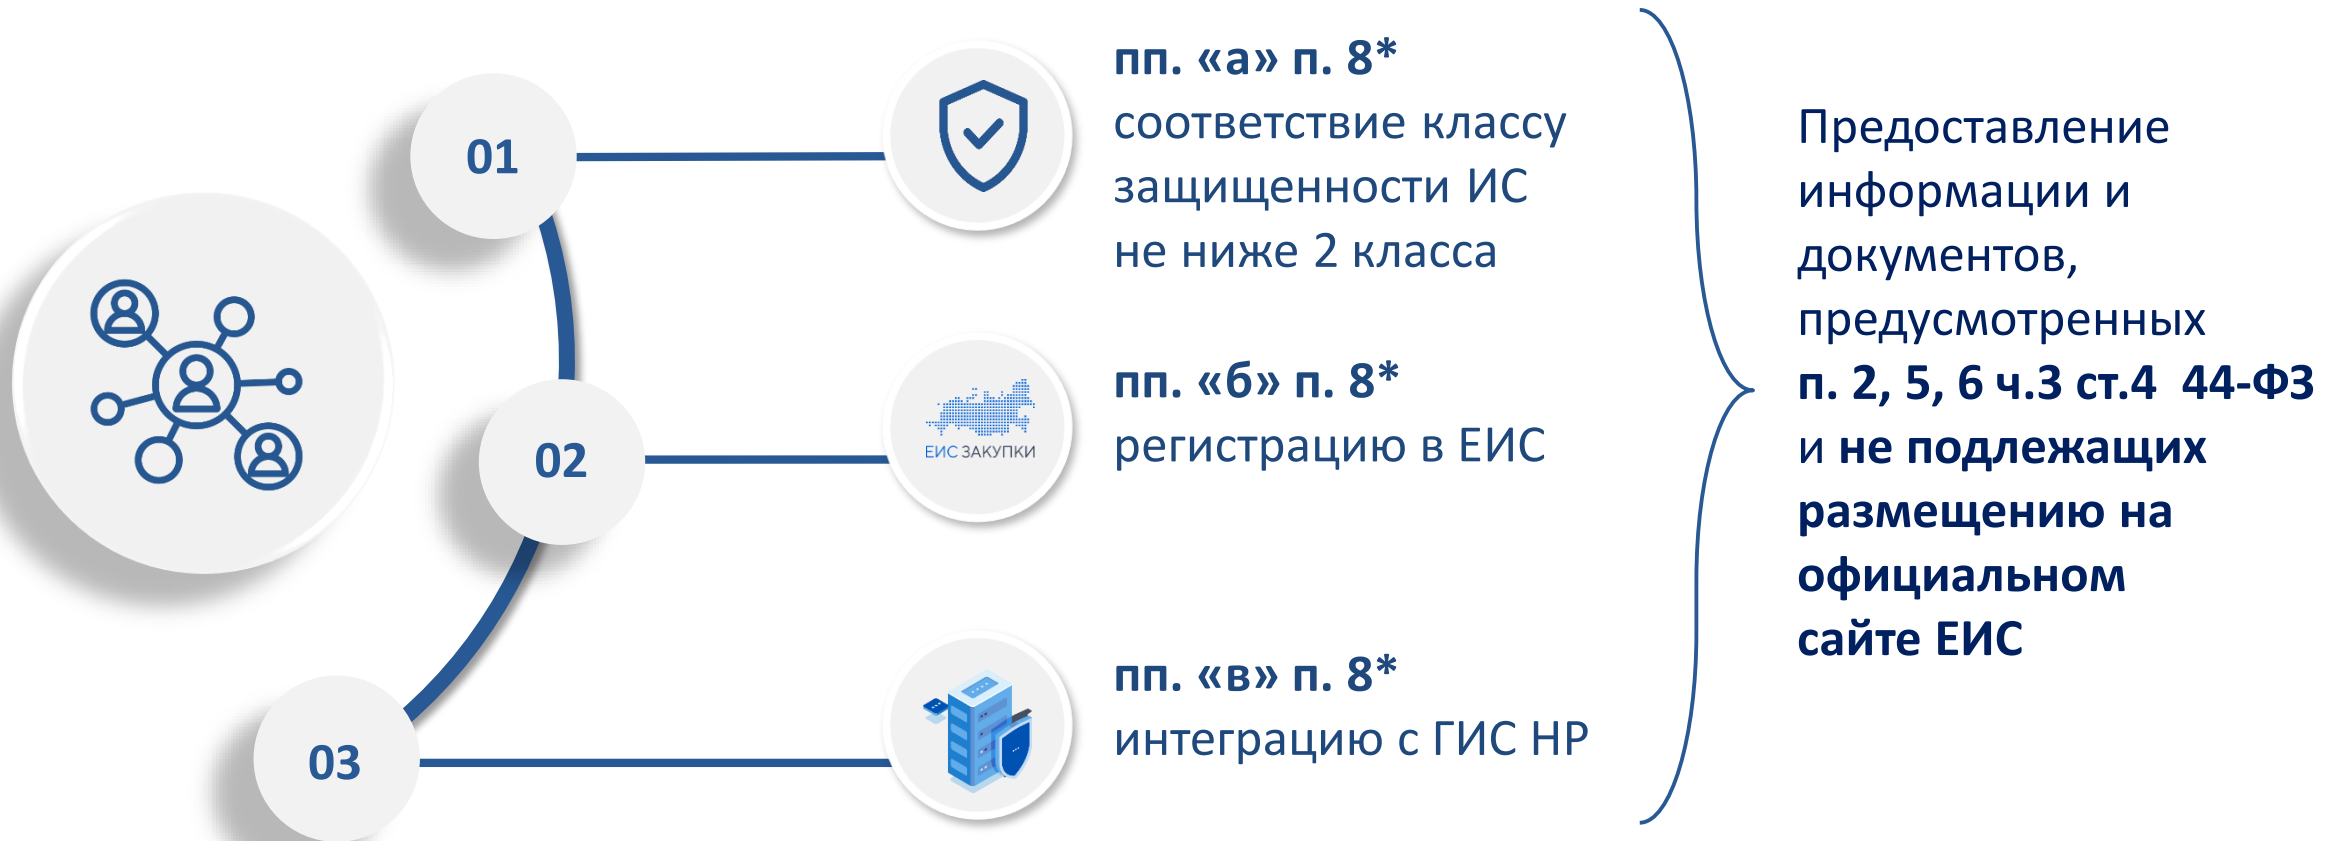 01
пп. «а» п. 8*
соответствие классу
защищенности ИС
не ниже 2 класса
02
ЕИС ЗАКУПКИ
пп. «б» п. 8*
регистрацию в ЕИС
03
пп. «в» п. 8*
интеграцию с ГИС НР
Предоставление
информации и
документов,
предусмотренных
п. 2, 5, 6 ч.3 ст.4  44-ФЗ
и не подлежащих
размещению на
официальном
сайте ЕИС